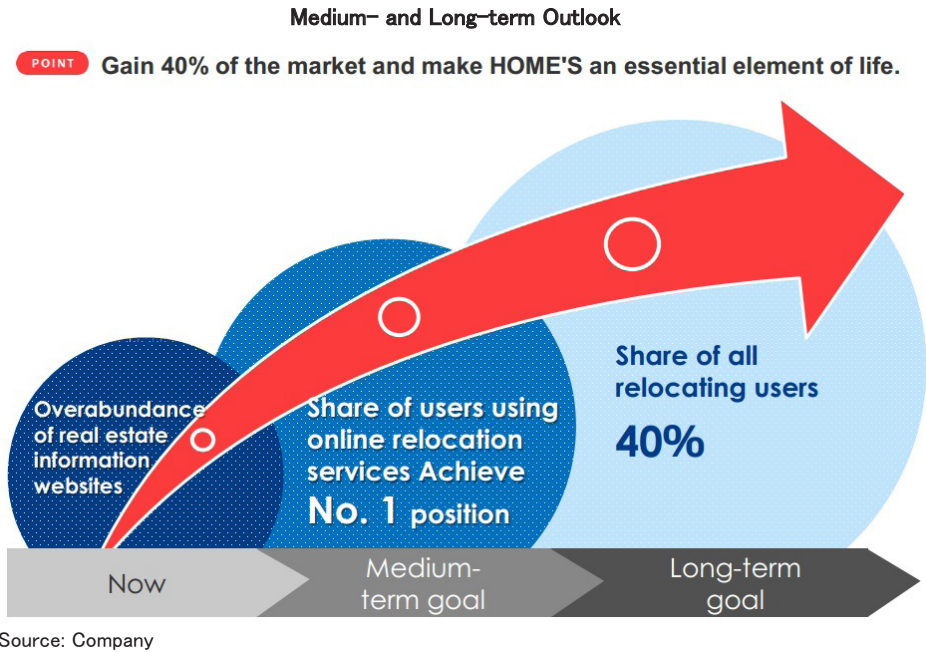 Medium- and Long-term Outlook
POINT
Gain 40% of the market and make HOME'S an essential element of life.
Overabundance
of real estate
information
websites
Share of users using
online relocation
services Achieve
No. 1 position
Share of all
relocating users
40%
Now
Medium-
term goal
Long-term
goal
Source: Company